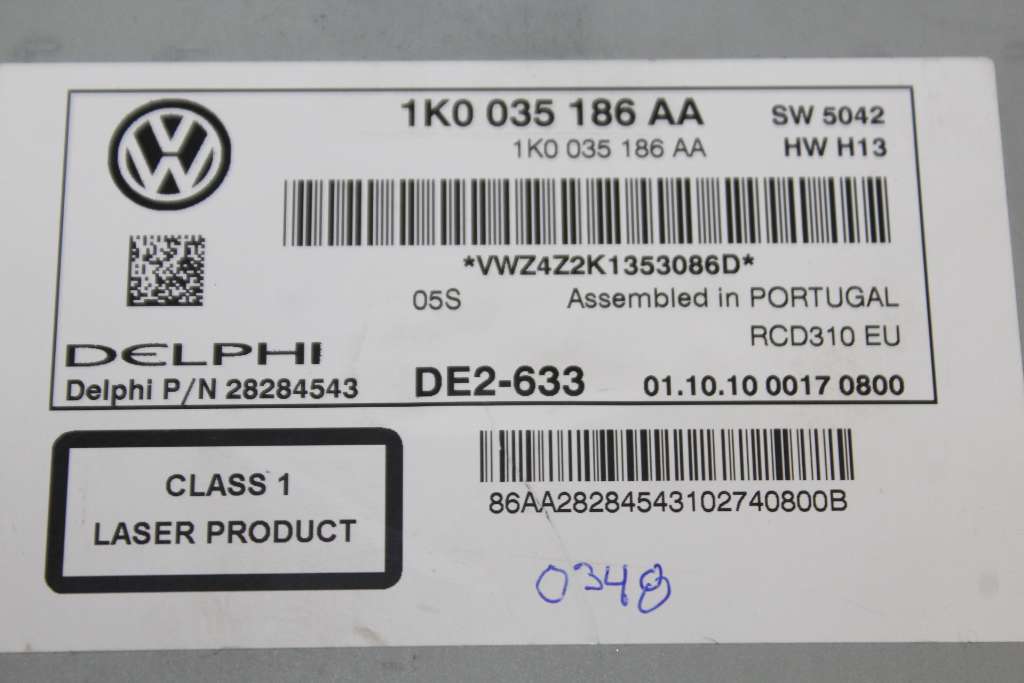 1K0 035 186 AA SW 5042
1K0 035 186 AA HW H13
*VWZ4Z2K1353086D*
05S Assembled in PORTUGAL
RCD310 EU
DELPHI
Delphi P/N 28284543 DE2-633 01.10.10 0017 0800
CLASS 1
LASER PRODUCT
86AA28284543102740800B
0348